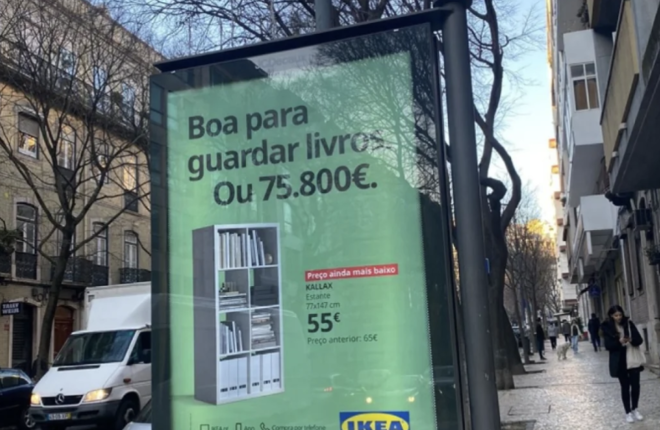 Boa para
guardar livros.
Ou 75.800€.
Preço ainda mais baixo
KALLAX
Estante
77x147 cm
55€
Preço anterior: 65€
IKEA